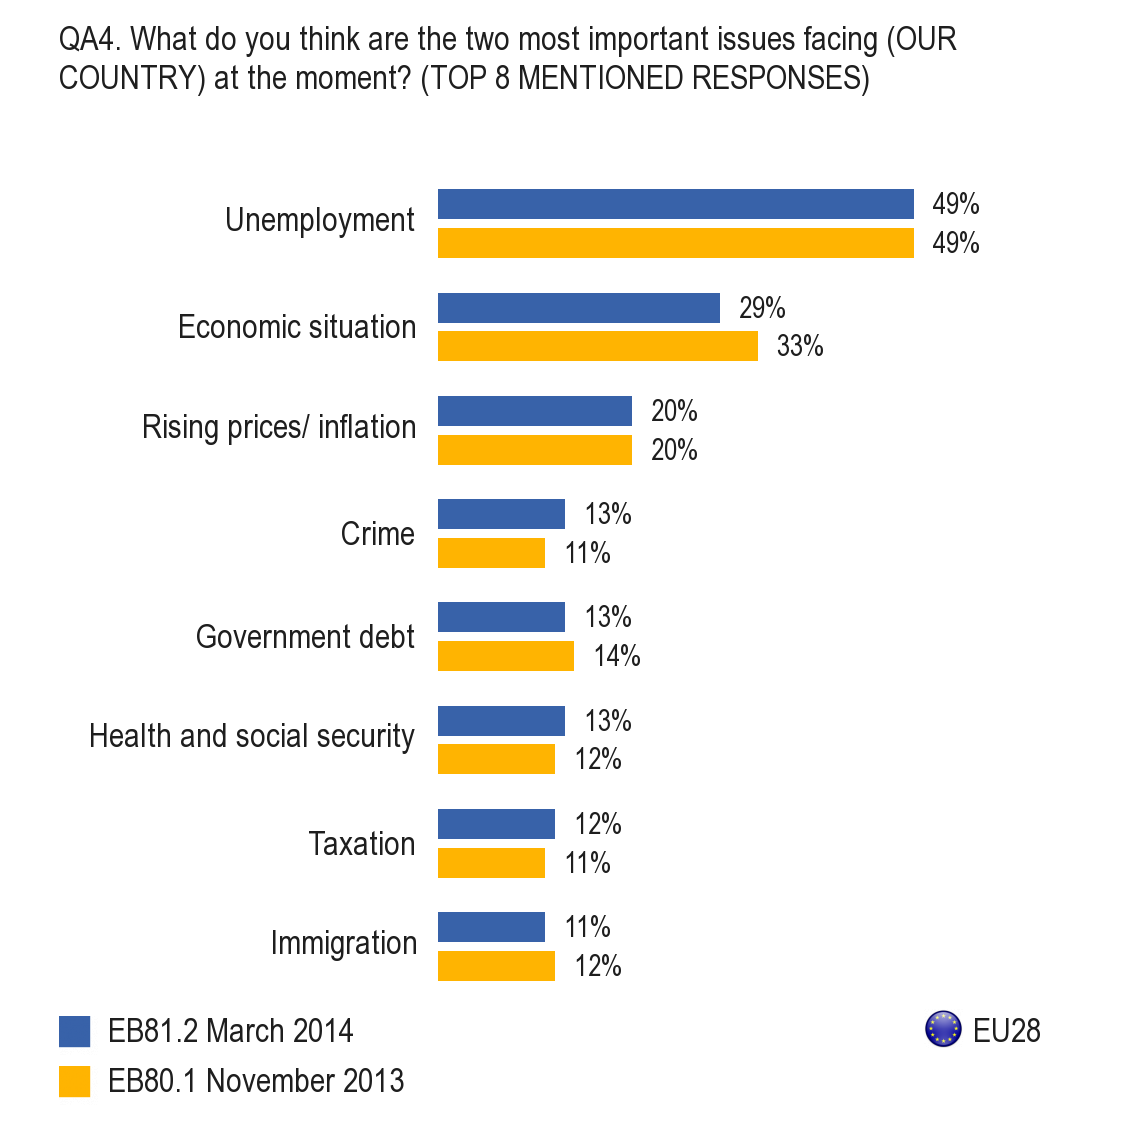 QA4. What do you think are the two most important issues facing (OUR
COUNTRY) at the moment? (TOP 8 MENTIONED RESPONSES)
Unemployment
49%
49%
Economic situation
29%
33%
Rising prices/ inflation
20%
20%
Crime
13%
11%
Government debt
13%
14%
Health and social security
13%
12%
Taxation
12%
11%
Immigration
11%
12%
EB81.2 March 2014
EB80.1 November 2013
EU28